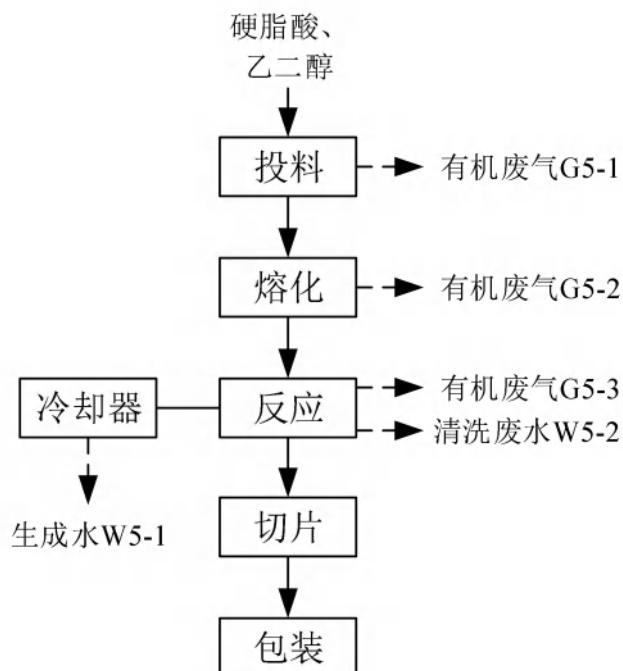 硬脂酸、
乙二醇
投料
有机废气G5-1
熔化
有机废气G5-2
冷却器
反应
有机废气G5-3
清洗废水W5-2
生成水W5-1
切片
包装